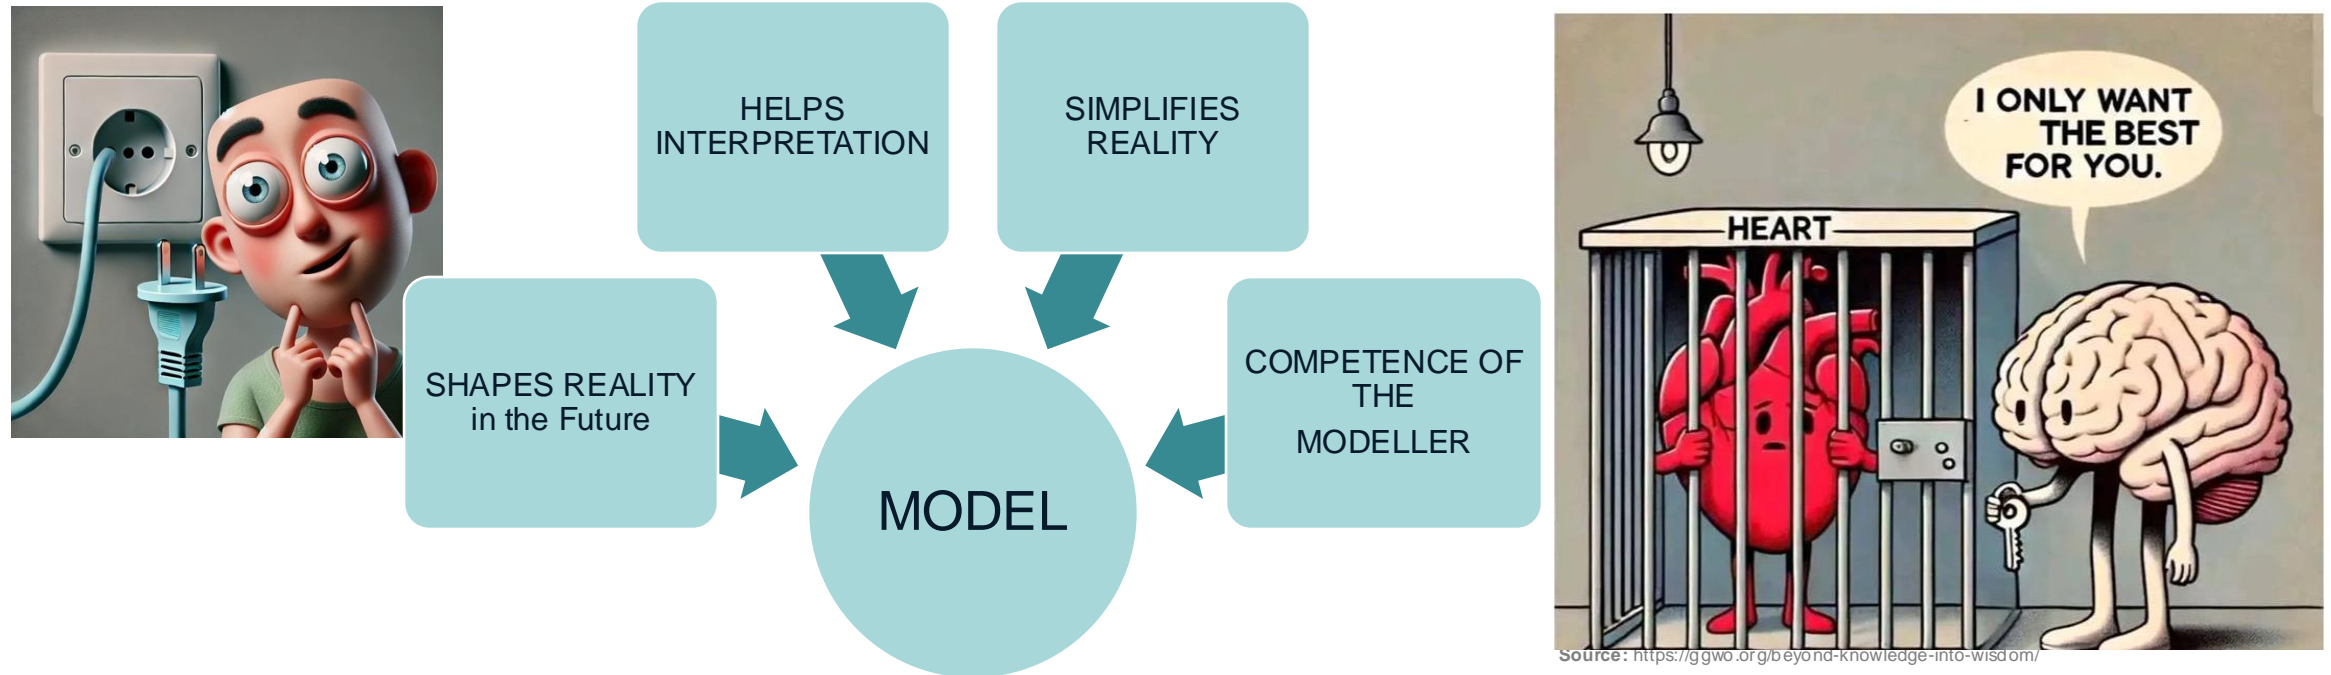 HELPS
INTERPRETATION
SIMPLIFIES
REALITY
SHAPES REALITY
in the Future
COMPETENCE OF
THE
MODELLER
MODEL
I ONLY WANT
THE BEST
FOR YOU.
HEART
Source: https://ggwo.org/beyond-knowledge-into-wisdom/